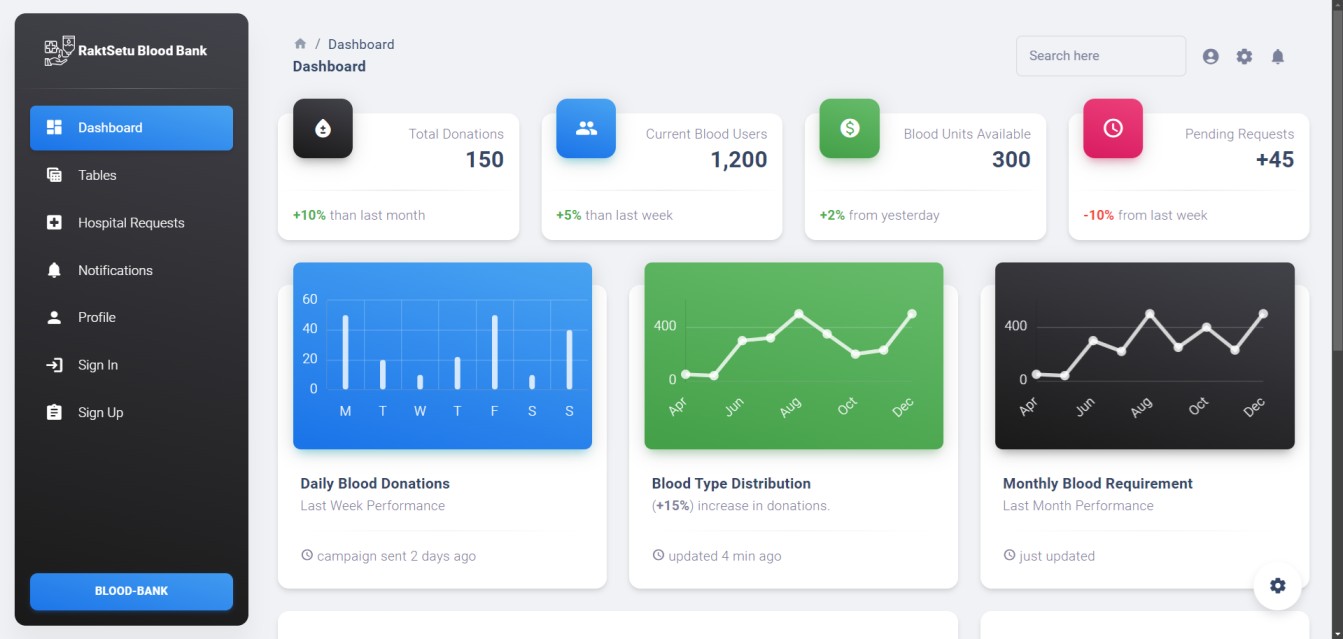 RaktSetu Blood Bank
Dashboard
Tables
Hospital Requests
Notifications
Profile
Sign In
Sign Up
BLOOD-BANK
/ Dashboard
Dashboard
Search here
Total Donations
150
+10% than last month
Current Blood Users
1,200
+5% than last week
Blood Units Available
300
+2% from yesterday
Pending Requests
+45
-10% from last week
60
40
20
0
M T W T F S S
Daily Blood Donations
Last Week Performance
campaign sent 2 days ago
400
0
Apr Jun Aug Oct Dec
Blood Type Distribution
(+15%) increase in donations.
updated 4 min ago
400
0
Apr Jun Aug Oct Dec
Monthly Blood Requirement
Last Month Performance
just updated